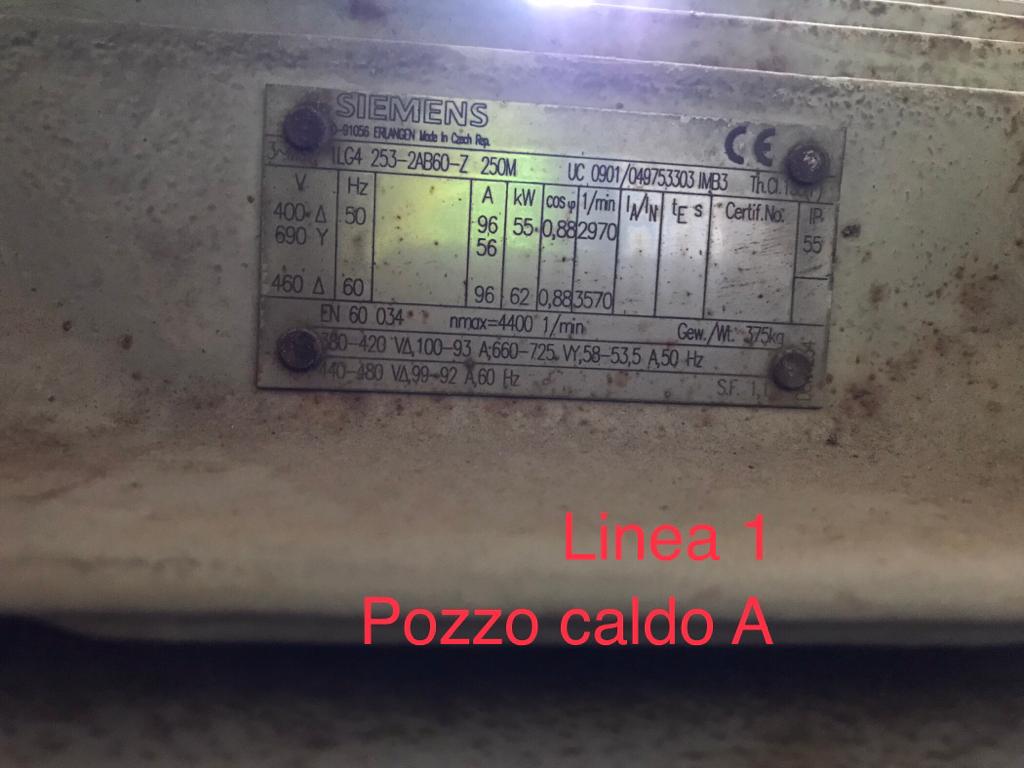 SIEMENS
D-91056 ERLANGEN Made in Czech Rep.
CE
1LG4 253-2AB60-Z 250M UC 0901/049753303 IMB3 Th.Cl.
V Hz A kW cosφ 1/min IA/IN tE s Certif.No: IP
400 Δ 50 96 55 0,88 2970 55
690 Y 56
460 Δ 60 96 62 0,88 3570
EN 60 034 nmax=4400 1/min Gew./Wt. 375kg
380-420 VΔ,100-93 A;660-725 VY,58-53,5 A,50 Hz
440-480 VΔ,99-92 A,60 Hz S.F.
Linea 1
Pozzo caldo A